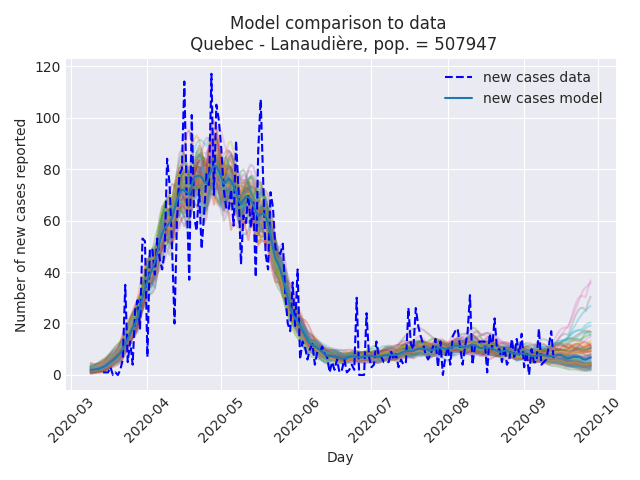 Model comparison to data
Quebec - Lanaudière, pop. = 507947
new cases data
new cases model
Number of new cases reported
120
100
80
60
40
20
0
2020-03
2020-04
2020-05
2020-06
2020-07
2020-08
2020-09
2020-10
Day